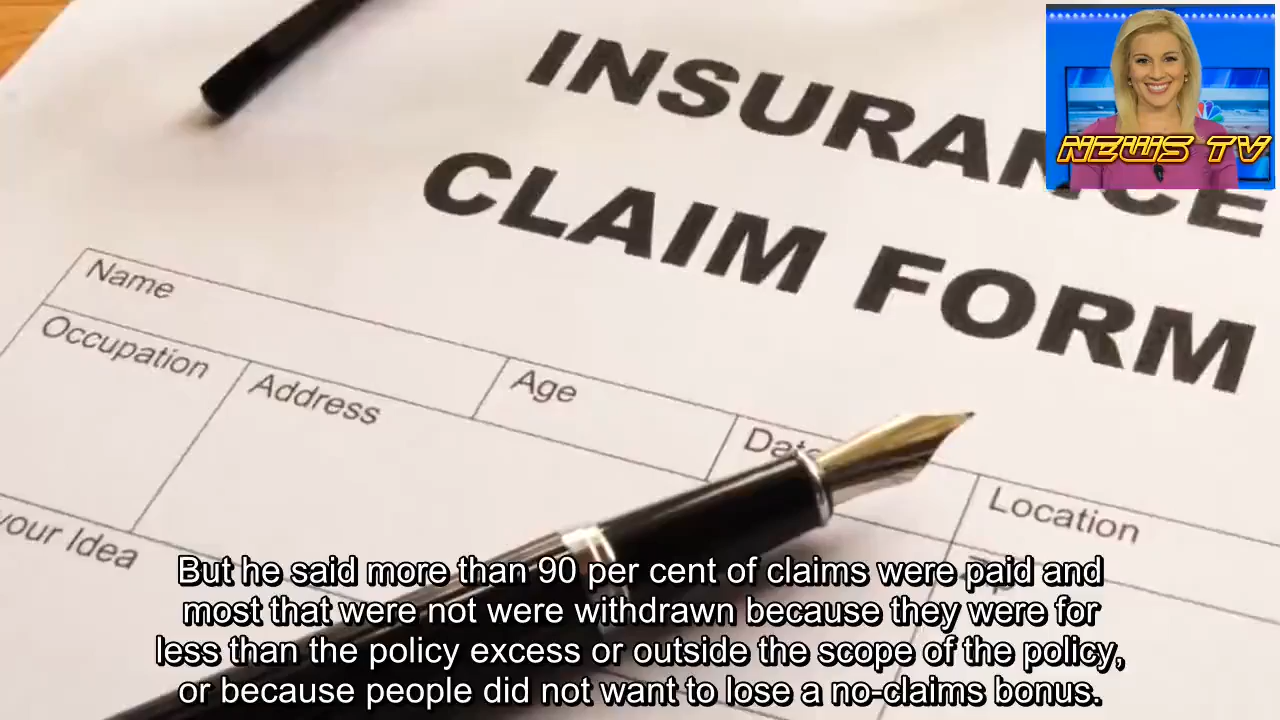 INSURANCE
CLAIM FORM
NEWS TV
Name
Occupation
Address
Age
Date
Location
your Idea
But he said more than 90 per cent of claims were paid and
most that were not were withdrawn because they were for
less than the policy excess or outside the scope of the policy,
or because people did not want to lose a no-claims bonus.